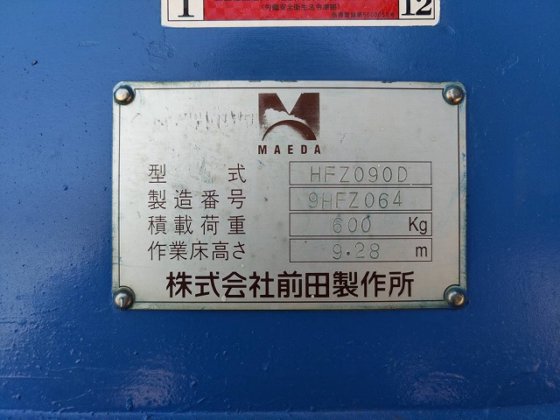 1
12
MAEDA
型 式 HFZ090D
製造番号 9HFZ064
積載荷重 600 Kg
作業床高さ 9.28 m
株式会社前田製作所